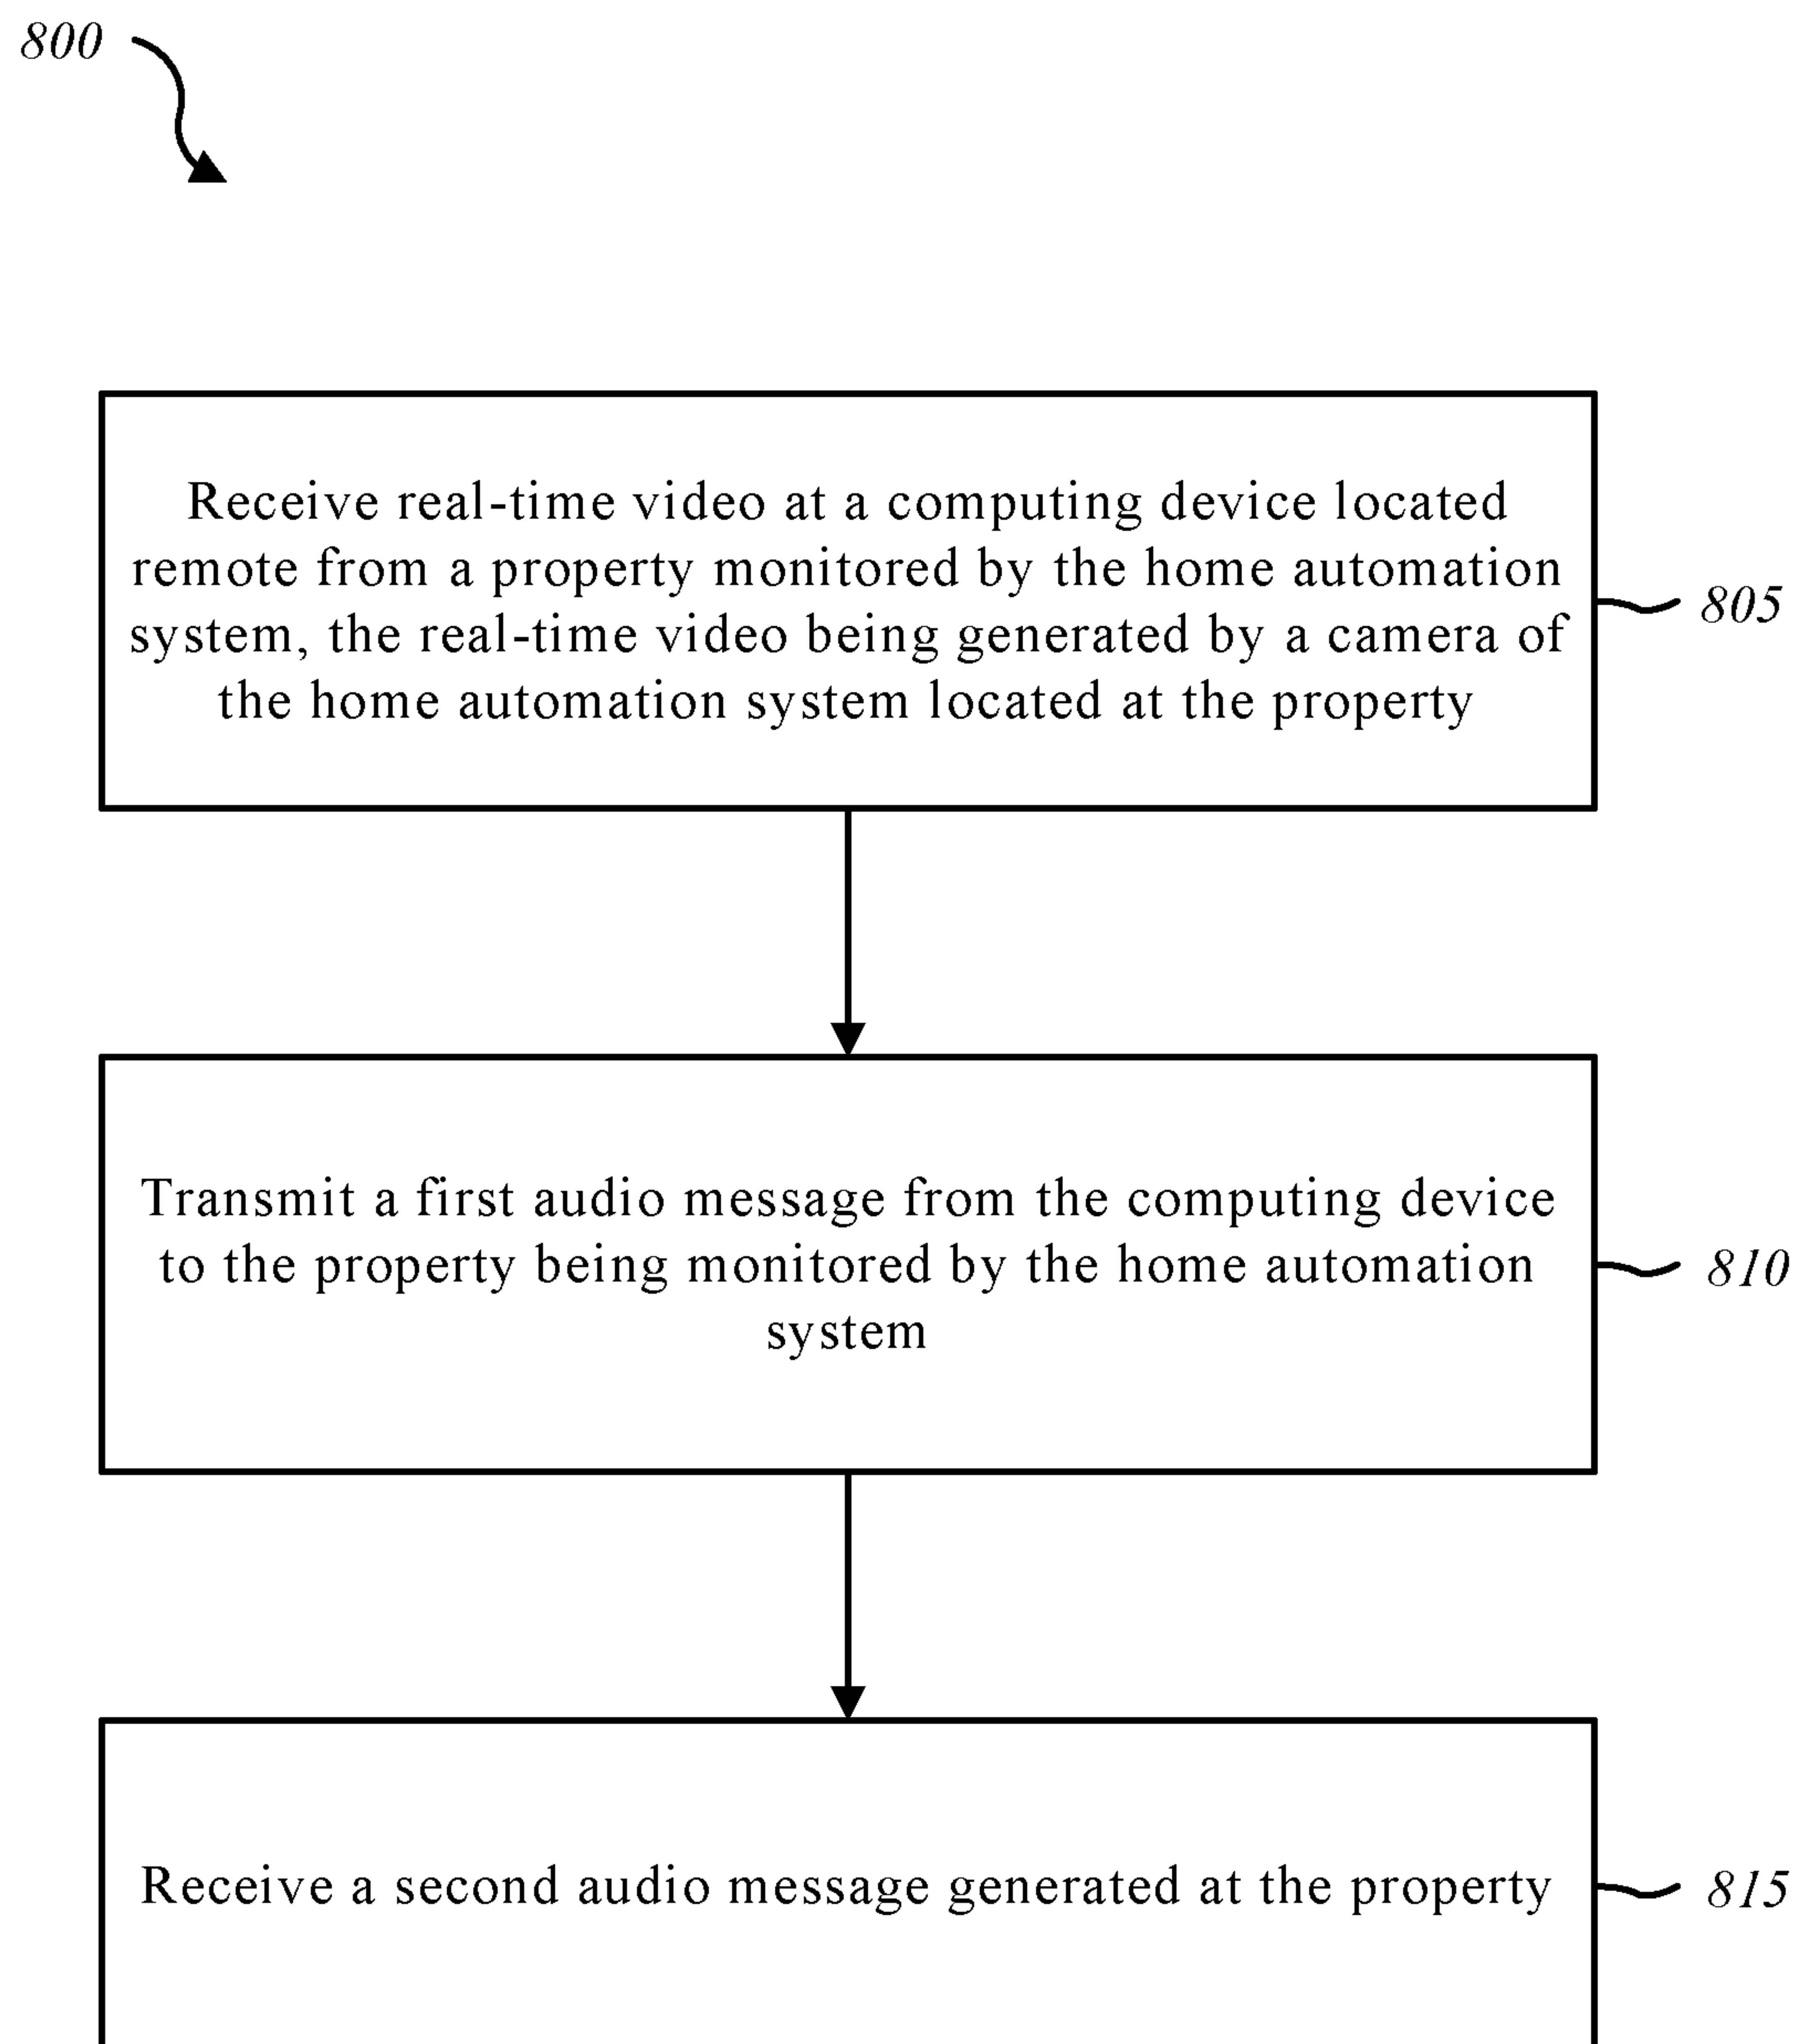 800
Receive real-time video at a computing device located
remote from a property monitored by the home automation
system, the real-time video being generated by a camera of
the home automation system located at the property
805
Transmit a first audio message from the computing device
to the property being monitored by the home automation
system
810
Receive a second audio message generated at the property
815